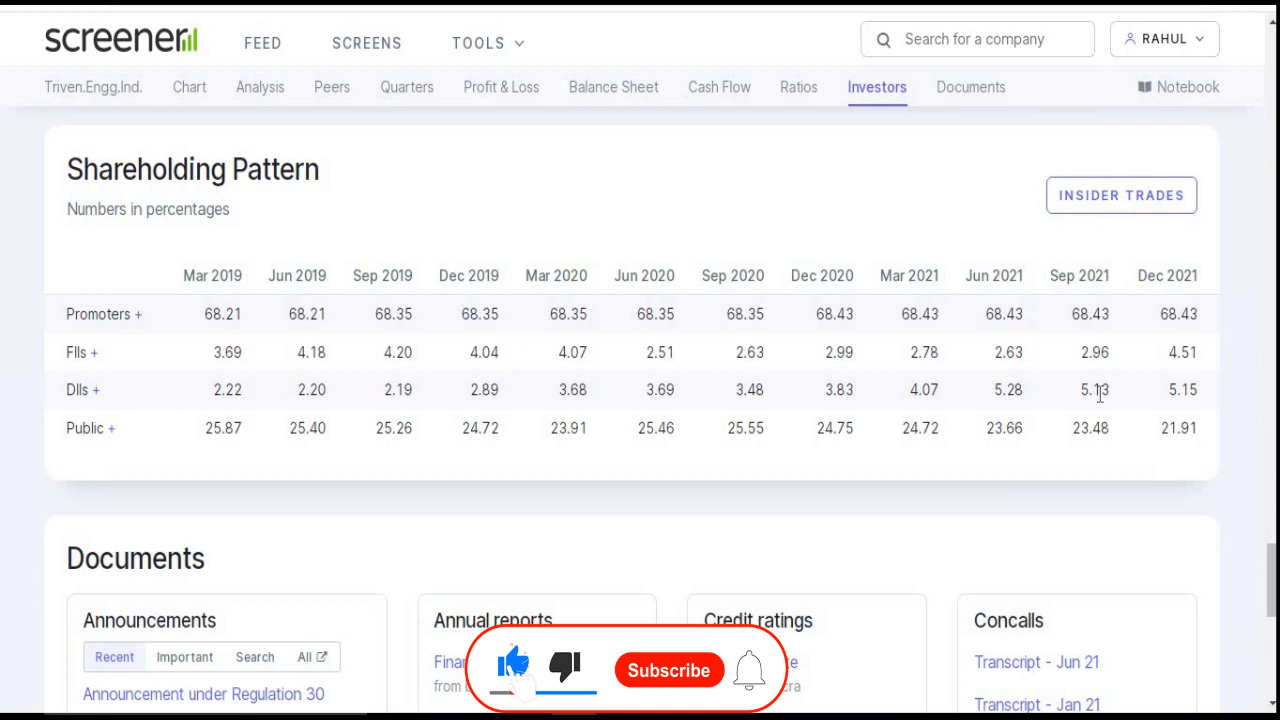 screener
FEED SCREENS TOOLS
Search for a company
RAHUL
Triven.Engg.Ind. Chart Analysis Peers Quarters Profit & Loss Balance Sheet Cash Flow Ratios Investors Documents Notebook
Shareholding Pattern
Numbers in percentages
INSIDER TRADES
Mar 2019 Jun 2019 Sep 2019 Dec 2019 Mar 2020 Jun 2020 Sep 2020 Dec 2020 Mar 2021 Jun 2021 Sep 2021 Dec 2021
Promoters + 68.21 68.21 68.35 68.35 68.35 68.35 68.35 68.43 68.43 68.43 68.43 68.43
FIIs + 3.69 4.18 4.20 4.04 4.07 2.51 2.63 2.99 2.78 2.63 2.96 4.51
DIIs + 2.22 2.20 2.19 2.89 3.68 3.69 3.48 3.83 4.07 5.28 5.13 5.15
Public + 25.87 25.40 25.26 24.72 23.91 25.46 25.55 24.75 24.72 23.66 23.48 21.91
Documents
Announcements
Recent Important Search All
Announcement under Regulation 30
Annual reports
from
Credit ratings
Concalls
Transcript - Jun 21
Transcript - Jan 21
Subscribe